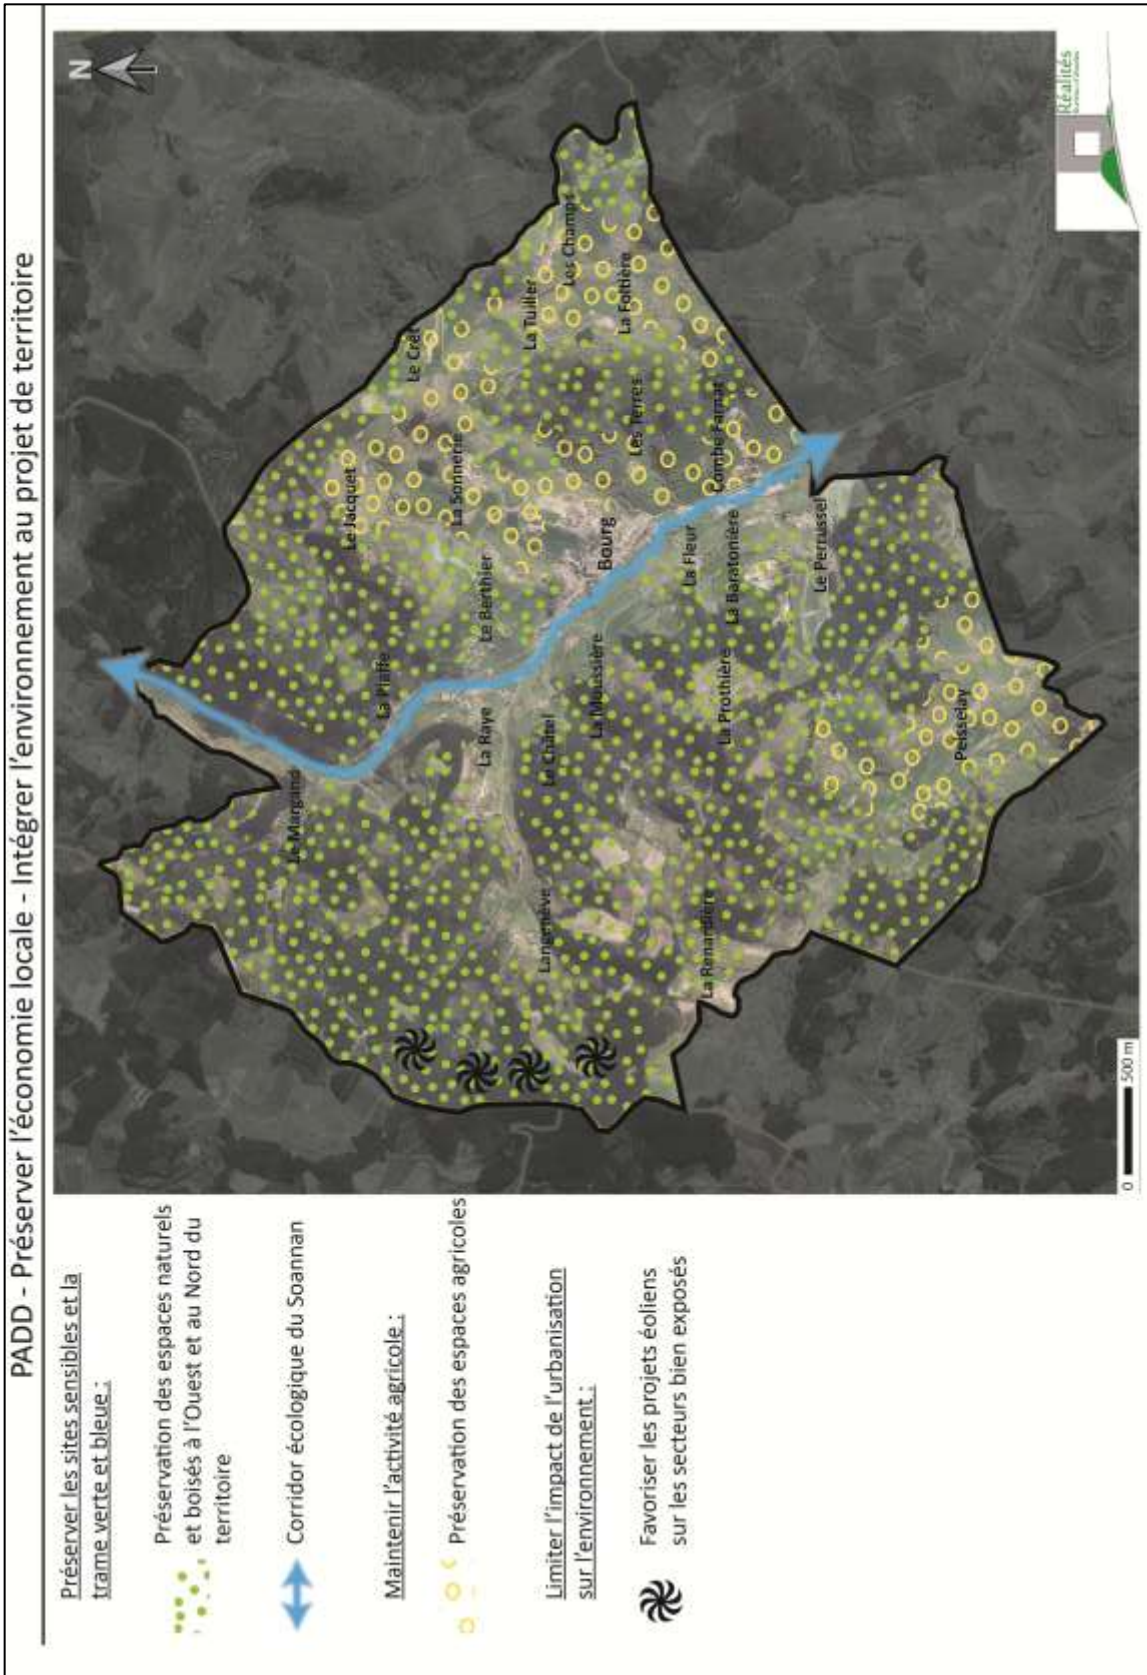 PADD - Préserver l'économie locale - Intégrer l'environnement au projet de territoire
Préserver les sites sensibles et la
trame verte et bleue :
Préservation des espaces naturels
et boisés à l'Ouest et au Nord du
territoire
Corridor écologique du Soannan
Maintenir l'activité agricole :
Préservation des espaces agricoles
Limiter l'impact de l'urbanisation
sur l'environnement :
Favoriser les projets éoliens
sur les secteurs bien exposés
N
Le Margand
Le Jacquet
Le Crêt
La Piaffe
La Sonnerie
La Raye
Le Berthier
La Tuiller
Langenève
Le Châtel
Les Champs
La Moussière
Bourg
La Foltière
Les Terres
La Renardière
La Prothière
La Fleur
La Baratonière
Combe Farnat
Le Perrussel
Peisselay
0
500 m
Réalités